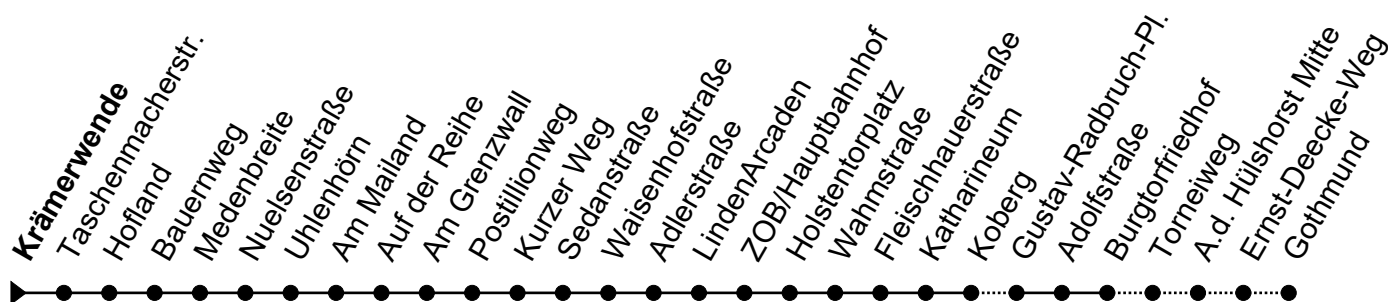 Krämerwende
Taschenmacherstr.
Hofland
Bauernweg
Medenbreite
Nuelsenstraße
Uhlenhörn
Am Mailand
Auf der Reihe
Am Grenzwall
Postillionweg
Kurzer Weg
Sedanstraße
Waisenhofstraße
Adlerstraße
LindenArcaden
ZOB/Hauptbahnhof
Holstentorplatz
Wahmstraße
Fleischhauerstraße
Katharineum
Koberg
Gustav-Radbruch-Pl.
Adolfstraße
Burgtorfriedhof
Torneiweg
A.d. Hülshorst Mitte
Ernst-Deecke-Weg
Gothmund